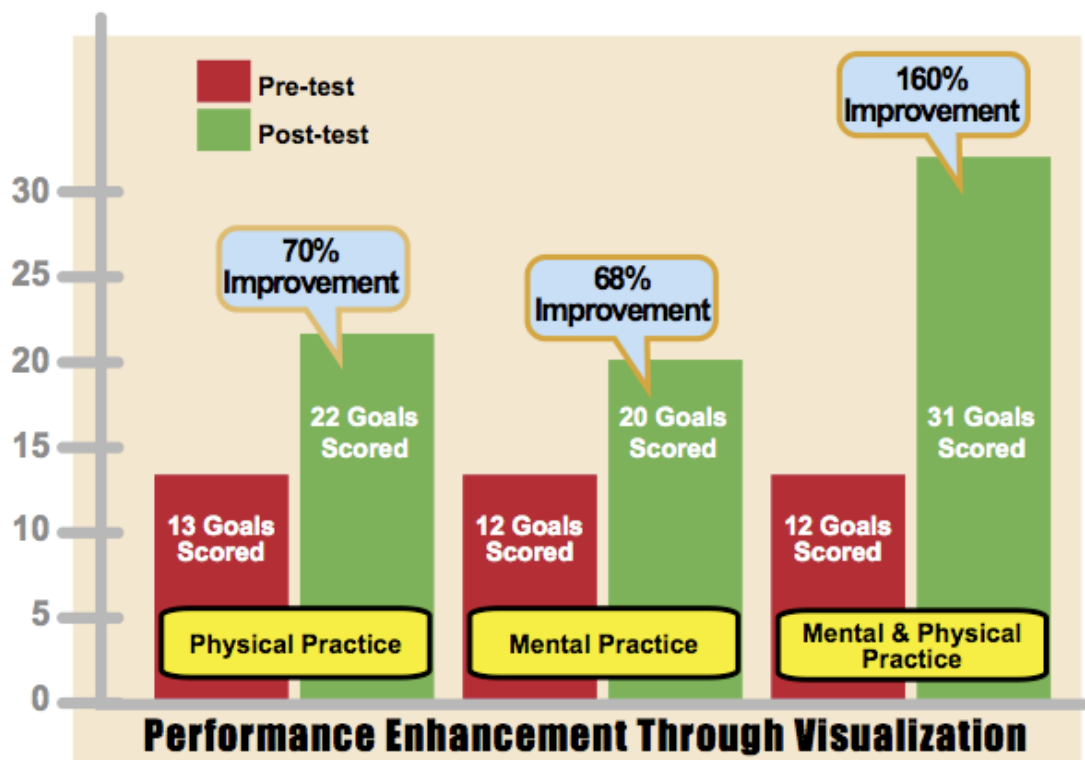 Pre-test
Post-test
160%
Improvement
70%
Improvement
68%
Improvement
30
25
20
15
10
5
0
22 Goals
Scored
20 Goals
Scored
31 Goals
Scored
13 Goals
Scored
12 Goals
Scored
12 Goals
Scored
Physical Practice
Mental Practice
Mental & Physical
Practice
Performance Enhancement Through Visualization